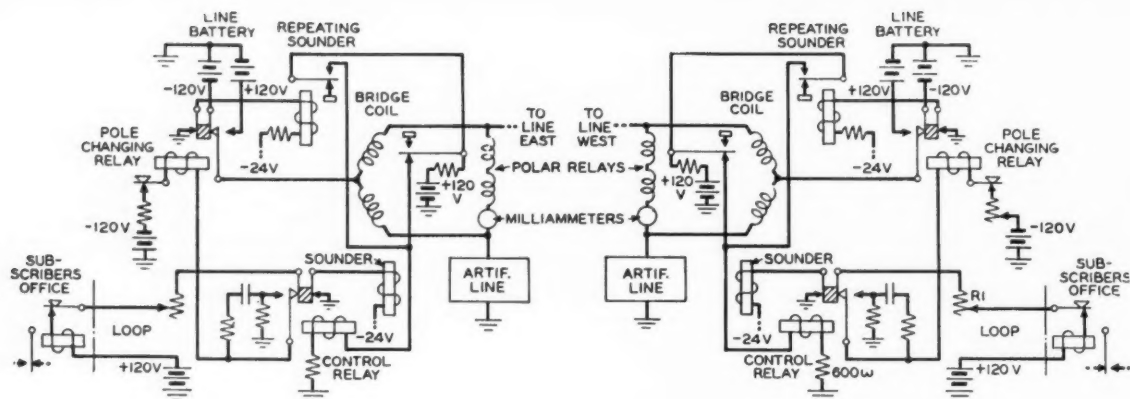 LINE
BATTERY
REPEATING
SOUNDER
-120V
+120V
BRIDGE
COIL
POLE
CHANGING
RELAY
-24V
-120V
+120
V
TO
LINE
EAST
SUB-
SCRIBERS
OFFICE
LOOP
+120V
SOUNDER
-24V
CONTROL
RELAY
ARTIF.
LINE
POLAR RELAYS
MILLIAMMETERS
TO
LINE
WEST
REPEATING
SOUNDER
LINE
BATTERY
+120V
-120V
BRIDGE
COIL
POLE
CHANGING
RELAY
-24V
+120
V
-120V
ARTIF.
LINE
SOUNDER
-24V
CONTROL
RELAY
600ω
R1
LOOP
SUB-
SCRIBERS
OFFICE
+120V